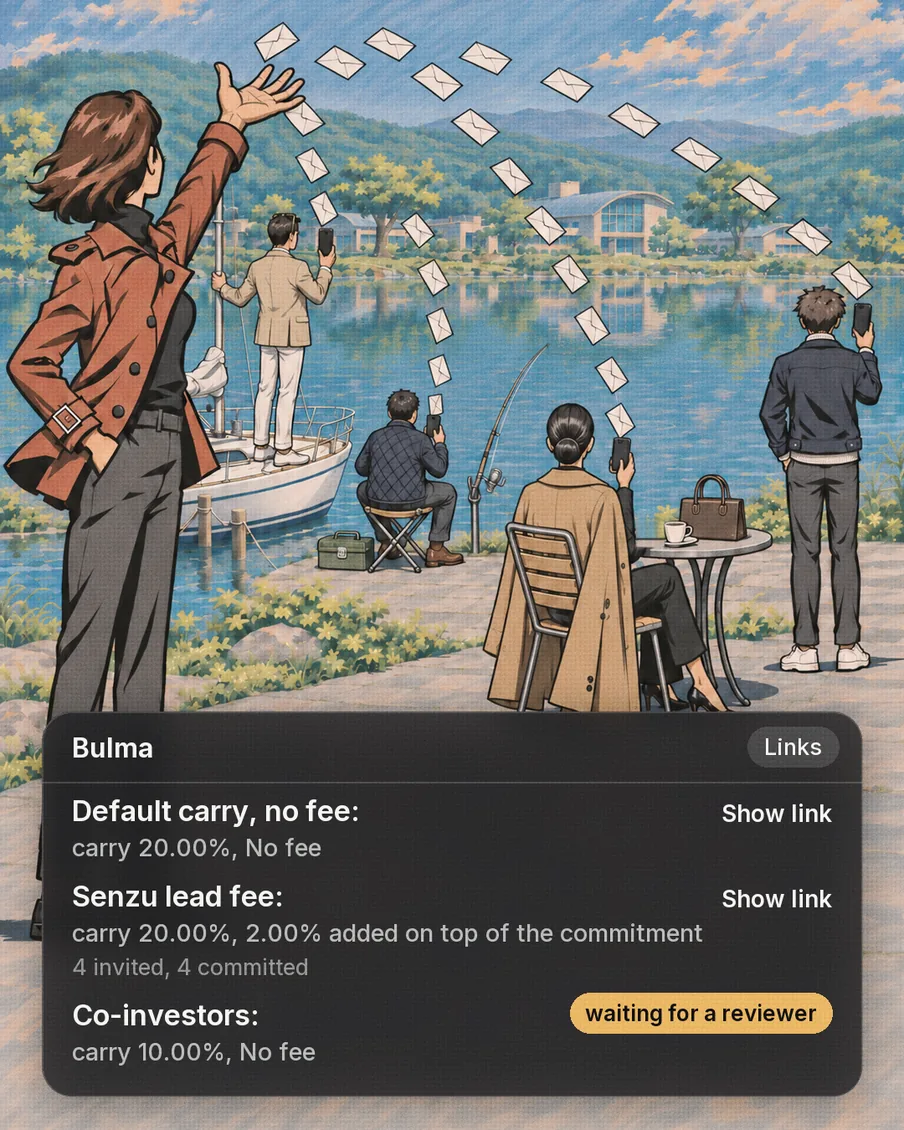 Bulma
Links
Default carry, no fee:
Show link
carry 20.00%, No fee
Senzu lead fee:
Show link
carry 20.00%, 2.00% added on top of the commitment
4 invited, 4 committed
Co-investors:
waiting for a reviewer
carry 10.00%, No fee